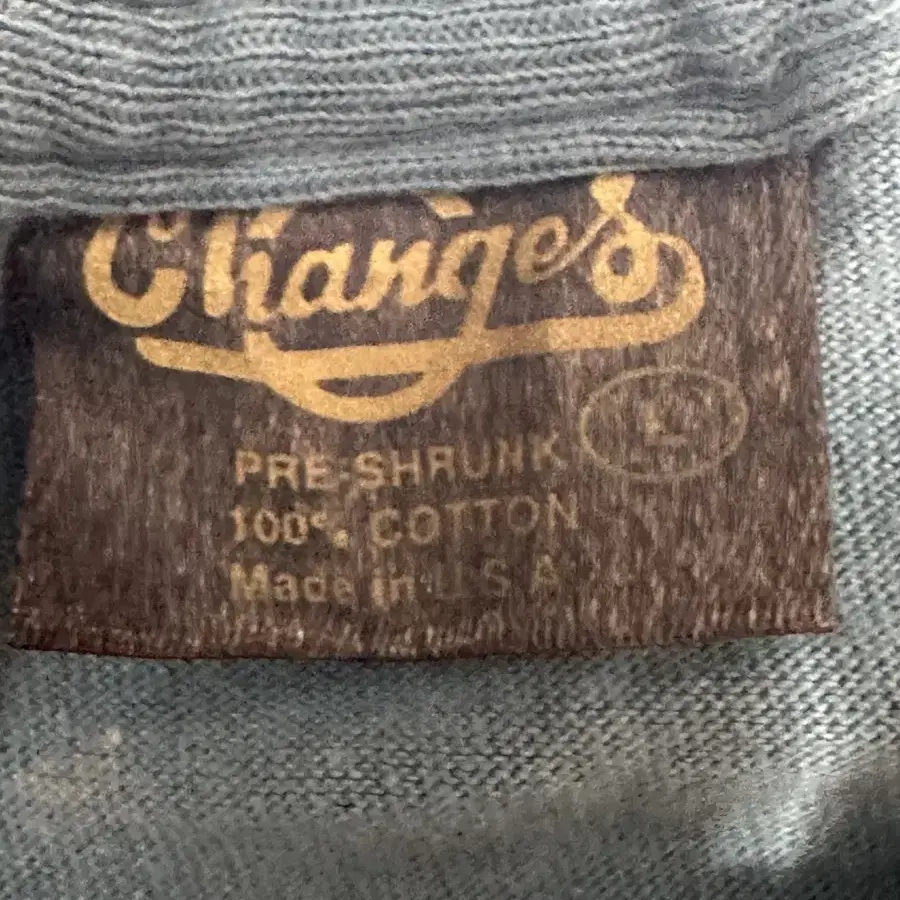 Changes
L
PRE-SHRUNK
100% COTTON
Made in U S A